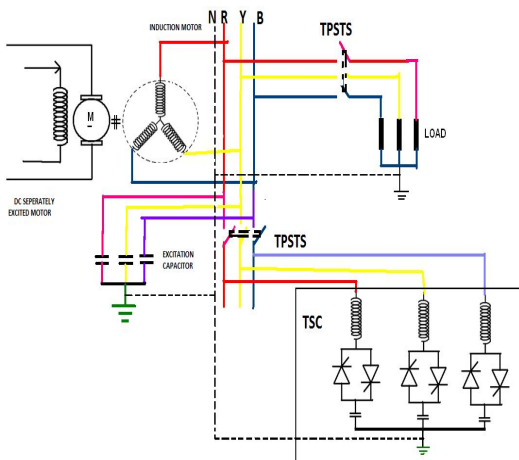 INDUCTION MOTOR
N R Y B
TPSTS
M
LOAD
DC SEPERATELY
EXCITED MOTOR
TPSTS
EXCITATION
CAPACITOR
TSC